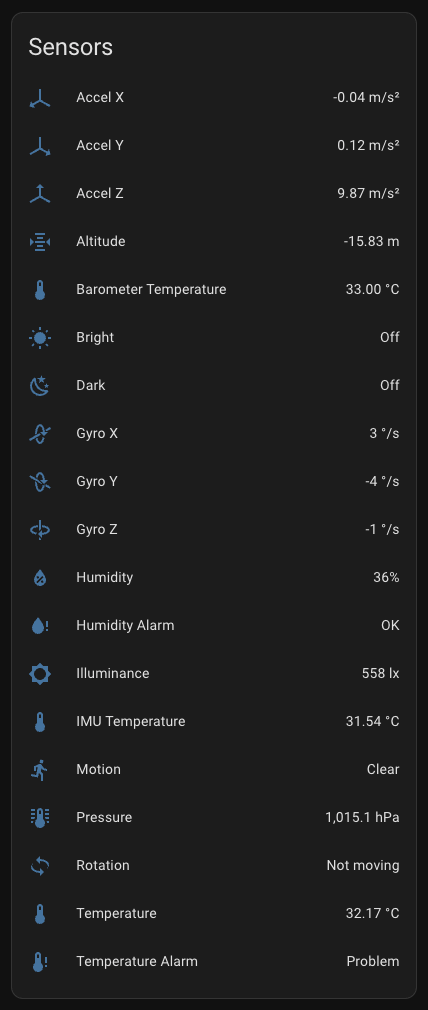 Sensors
Accel X -0.04 m/s²
Accel Y 0.12 m/s²
Accel Z 9.87 m/s²
Altitude -15.83 m
Barometer Temperature 33.00 °C
Bright Off
Dark Off
Gyro X 3 °/s
Gyro Y -4 °/s
Gyro Z -1 °/s
Humidity 36%
Humidity Alarm OK
Illuminance 558 lx
IMU Temperature 31.54 °C
Motion Clear
Pressure 1,015.1 hPa
Rotation Not moving
Temperature 32.17 °C
Temperature Alarm Problem